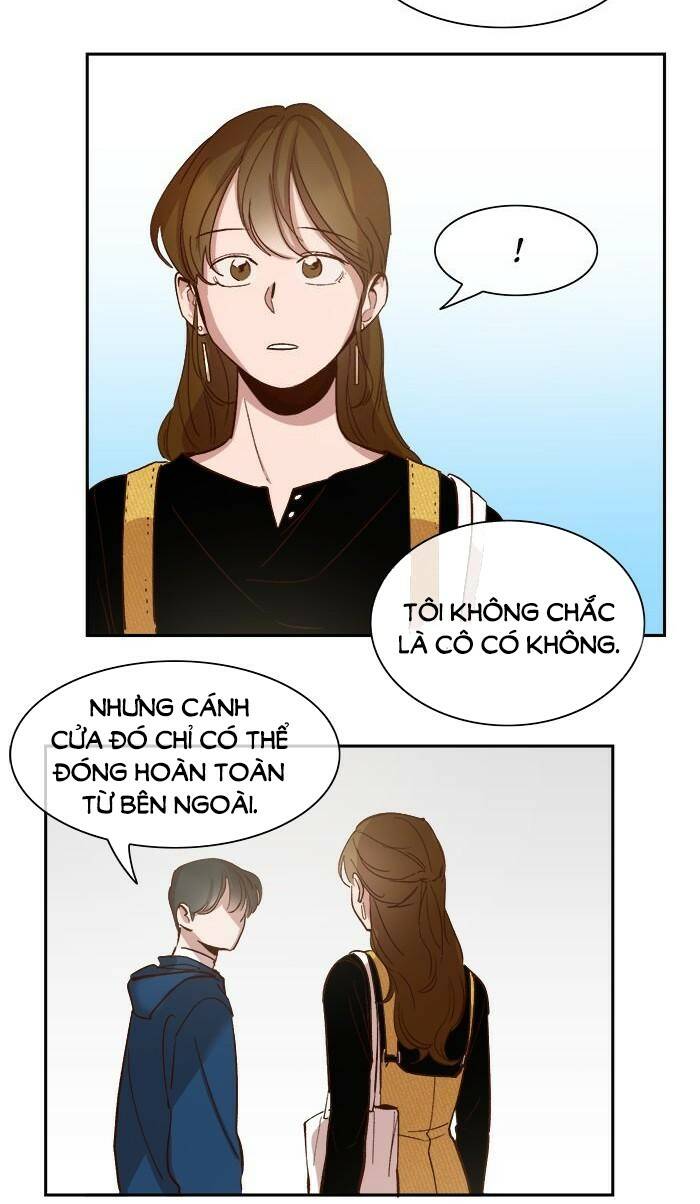 !
TÔI KHÔNG CHẮC
LÀ CÔ CÓ KHÔNG.
NHƯNG CÁNH
CỬA ĐÓ CHỈ CÓ THỂ
ĐÓNG HOÀN TOÀN
TỪ BÊN NGOÀI.